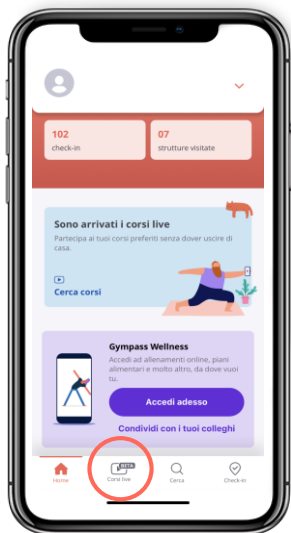 102
check-in
07
strutture visitate
Sono arrivati i corsi live
Partecipa ai tuoi corsi preferiti senza dover uscire di
casa.
Cerca corsi
Gympass Wellness
Accedi ad allenamenti online, piani
alimentari e molto altro, da dove vuoi
tu.
Accedi adesso
Condividi con i tuoi colleghi
BETA
Home
Corsi live
Cerca
Check-in